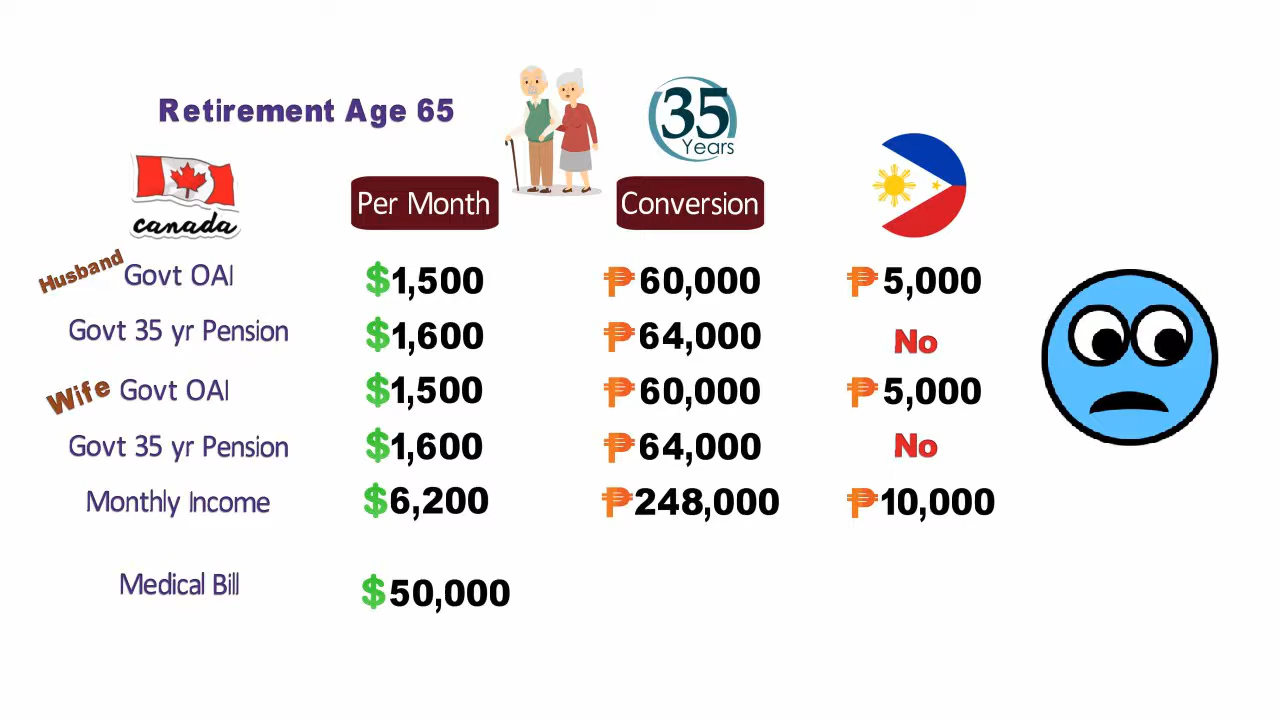 Retirement Age 65
35
Years
canada
Per Month
Conversion
Husband Govt OAI $1,500 ₱60,000 ₱5,000
Govt 35 yr Pension $1,600 ₱64,000 No
Wife Govt OAI $1,500 ₱60,000 ₱5,000
Govt 35 yr Pension $1,600 ₱64,000 No
Monthly Income $6,200 ₱248,000 ₱10,000
Medical Bill $50,000